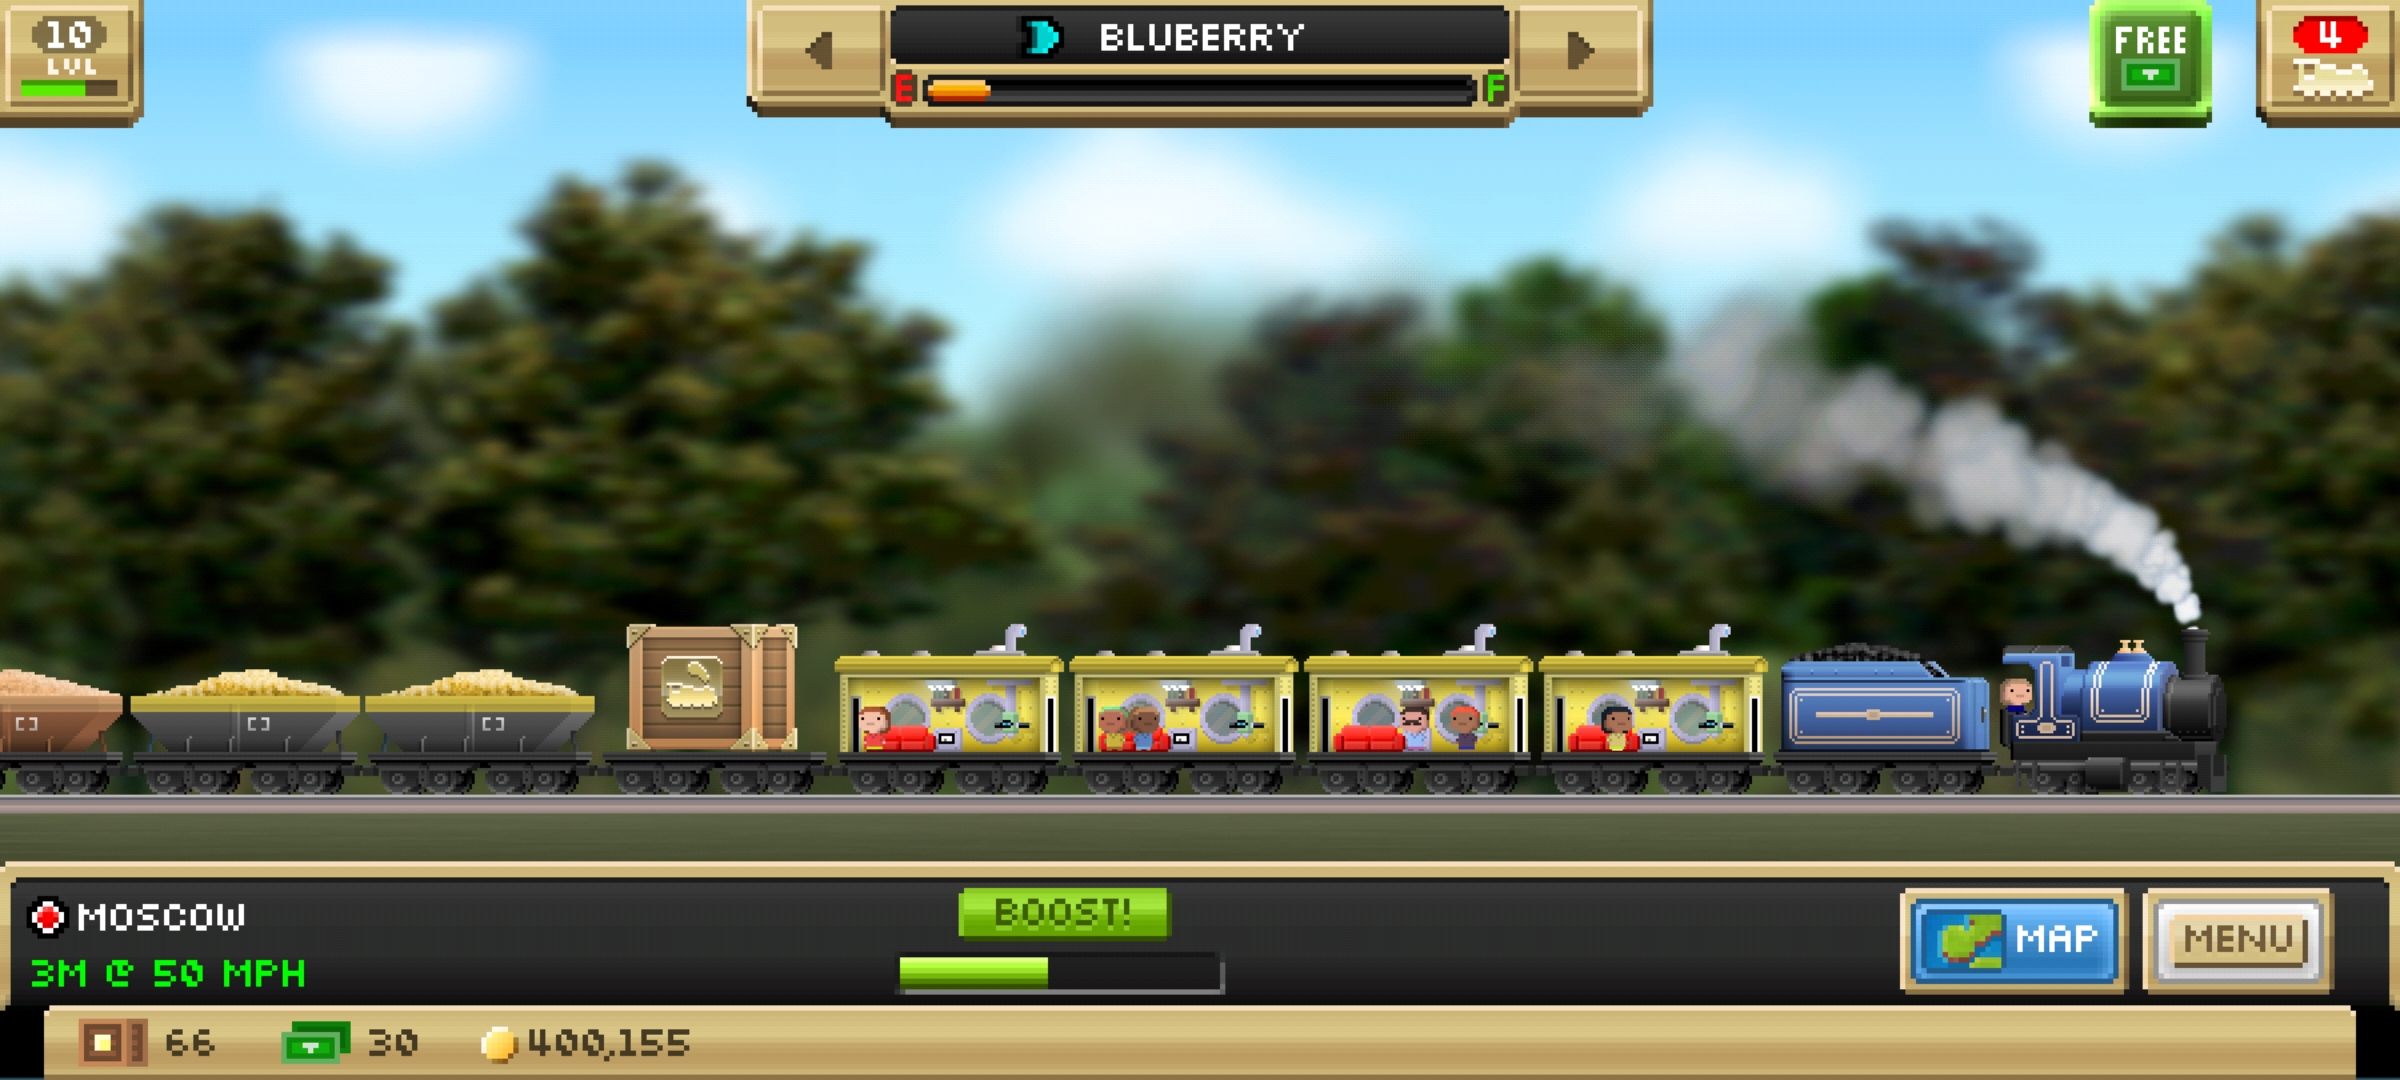 10
LVL
BLUBERRY
E F
FREE
4
MOSCOW
3M @ 50 MPH
BOOST!
MAP
MENU
66
30
400,155